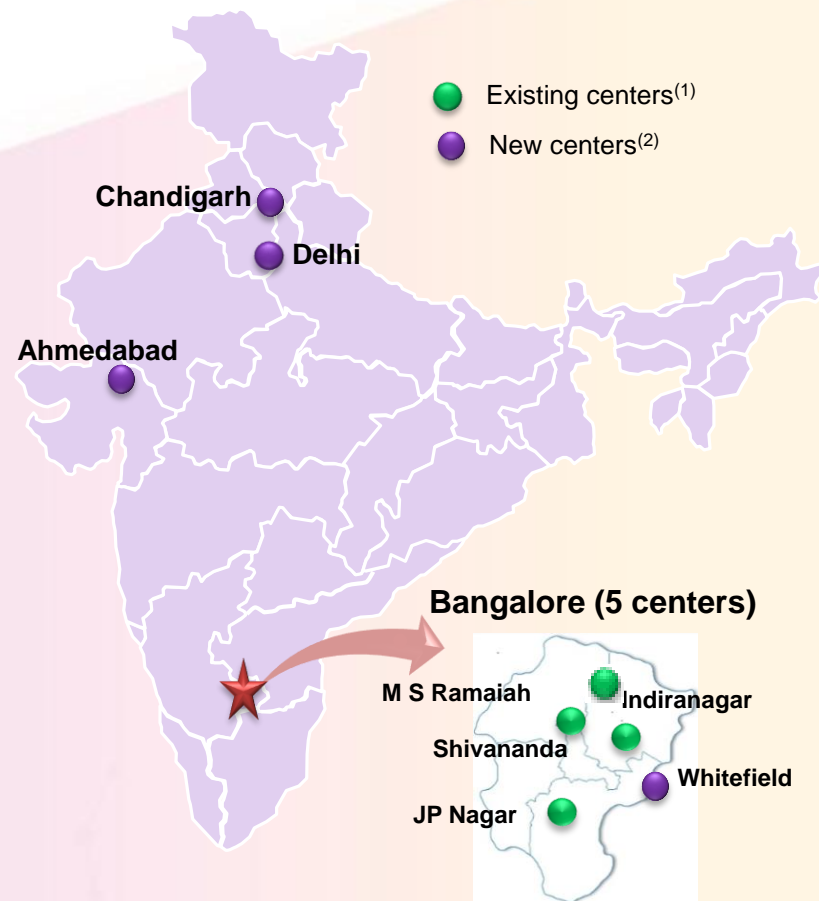 Existing centers(1)
New centers(2)
Chandigarh
Delhi
Ahmedabad
Bangalore (5 centers)
M S Ramaiah
Indiranagar
Shivananda
Whitefield
JP Nagar